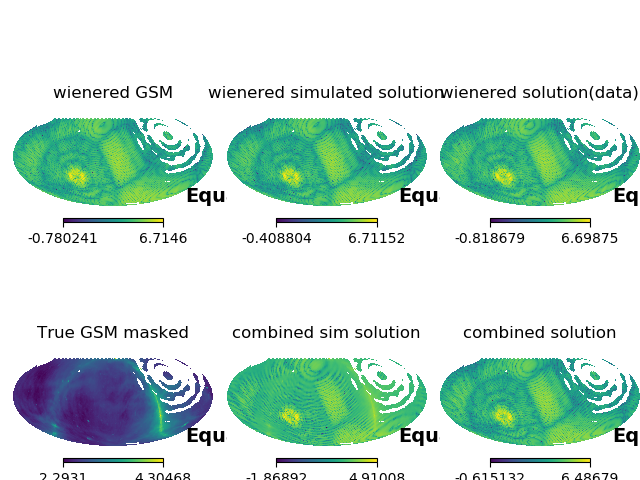 wienered GSM
wienered simulated solution
wienered solution(data)
Equ
Equ
Eq
-0.780241 6.7146
-0.408804 6.71152
-0.818679 6.69875
True GSM masked
combined sim solution
combined solution
Equ
Equ
Eq
2.2931 4.30468
-1.86892 4.91008
-0.615132 6.48679